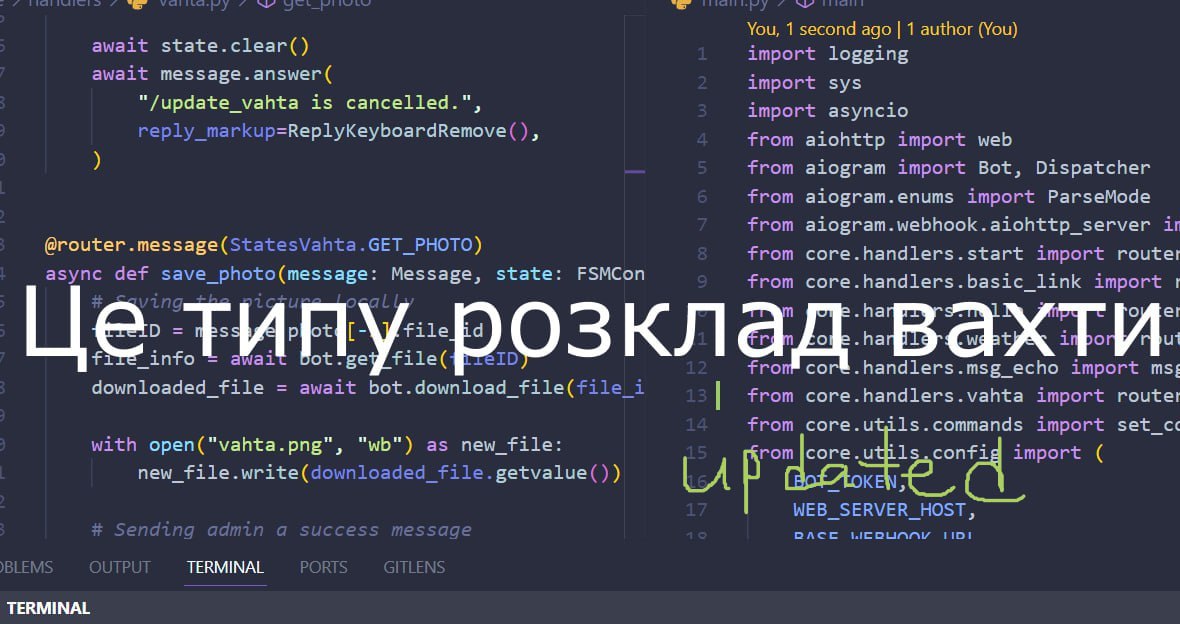 handlers > vahta.py > get_photo
await state.clear()
await message.answer(
"/update_vahta is cancelled.",
reply_markup=ReplyKeyboardRemove(),
)
@router.message(StatesVahta.GET_PHOTO)
async def save_photo(message: Message, state: FSMCon
# Saving the picture locally
fileID = message.photo[-1].file_id
file_info = await bot.get_file(fileID)
downloaded_file = await bot.download_file(file_i
with open("vahta.png", "wb") as new_file:
new_file.write(downloaded_file.getvalue())
# Sending admin a success message
main.py > main
You, 1 second ago | 1 author (You)
1 import logging
2 import sys
3 import asyncio
4 from aiohttp import web
5 from aiogram import Bot, Dispatcher
6 from aiogram.enums import ParseMode
7 from aiogram.webhook.aiohttp_server im
8 from core.handlers.start import router
9 from core.handlers.basic_link import r
from core.handlers.hello import route
11 from core.handlers.weather import route
12 from core.handlers.msg_echo import msg
13 from core.handlers.vahta import router
14 from core.utils.commands import set_co
15 from core.utils.config import (
16 BOT_TOKEN,
17 WEB_SERVER_HOST,
18 BASE_WEBHOOK_URL
Це типу розклад вахти
updated
OBLEMS OUTPUT TERMINAL PORTS GITLENS
TERMINAL